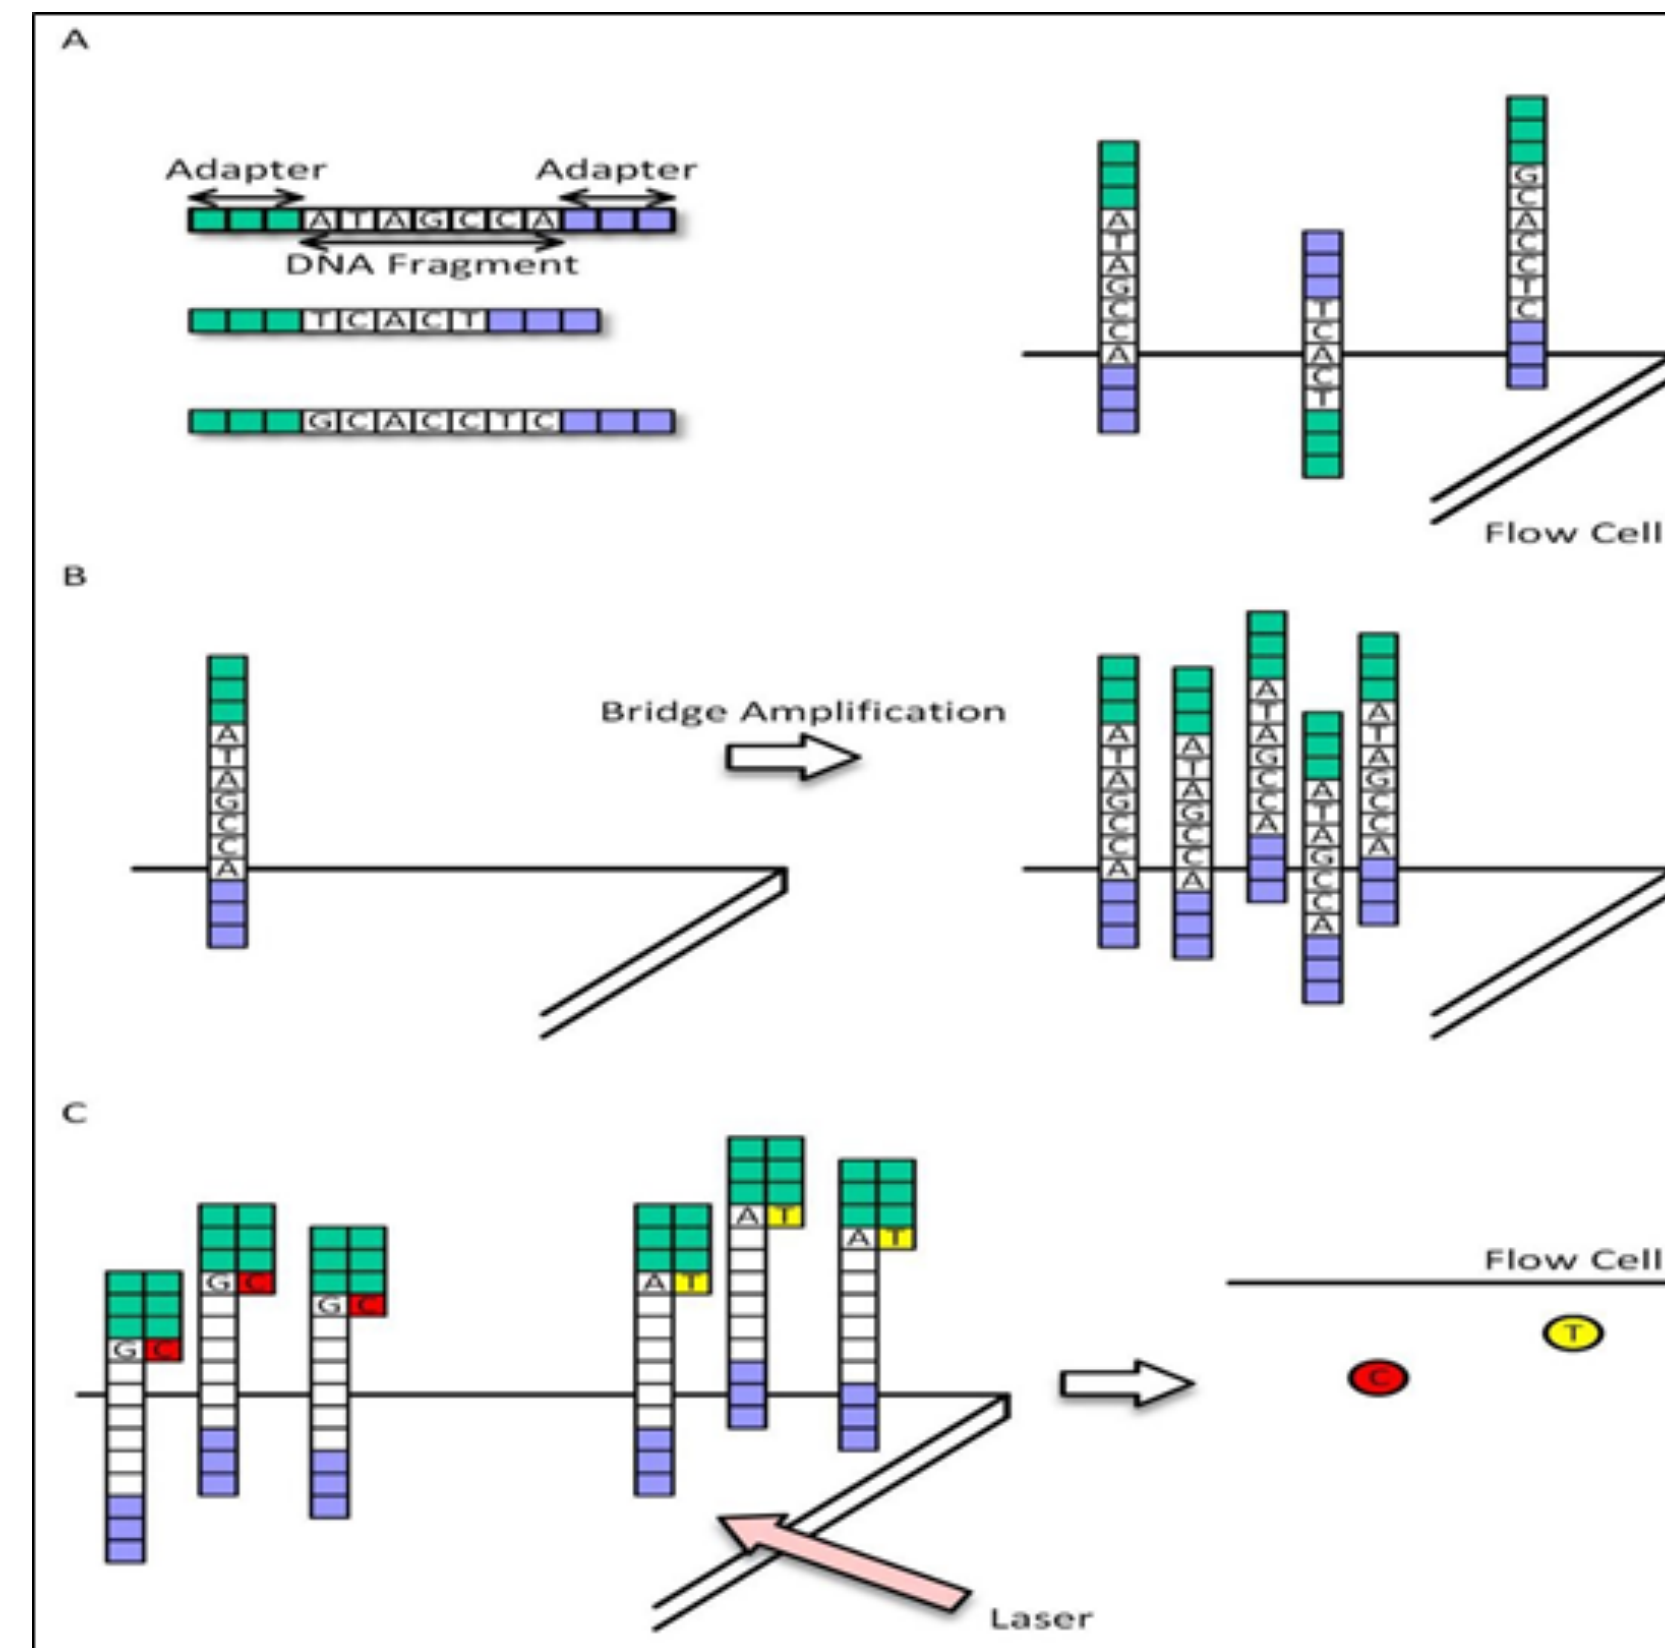 A
Adapter Adapter
ATAGCCA
DNA Fragment
TCACT
GCACCTC
ATAGCCA
TCACT
GCACCTC
Flow Cell
B
ATAGCCA
Bridge Amplification
ATAGCCA
ATAGCCA
ATAGCCA
ATAGCCA
ATAGCCA
C
G C
G C
G C
A T
A T
A T
Flow Cell
T
C
Laser